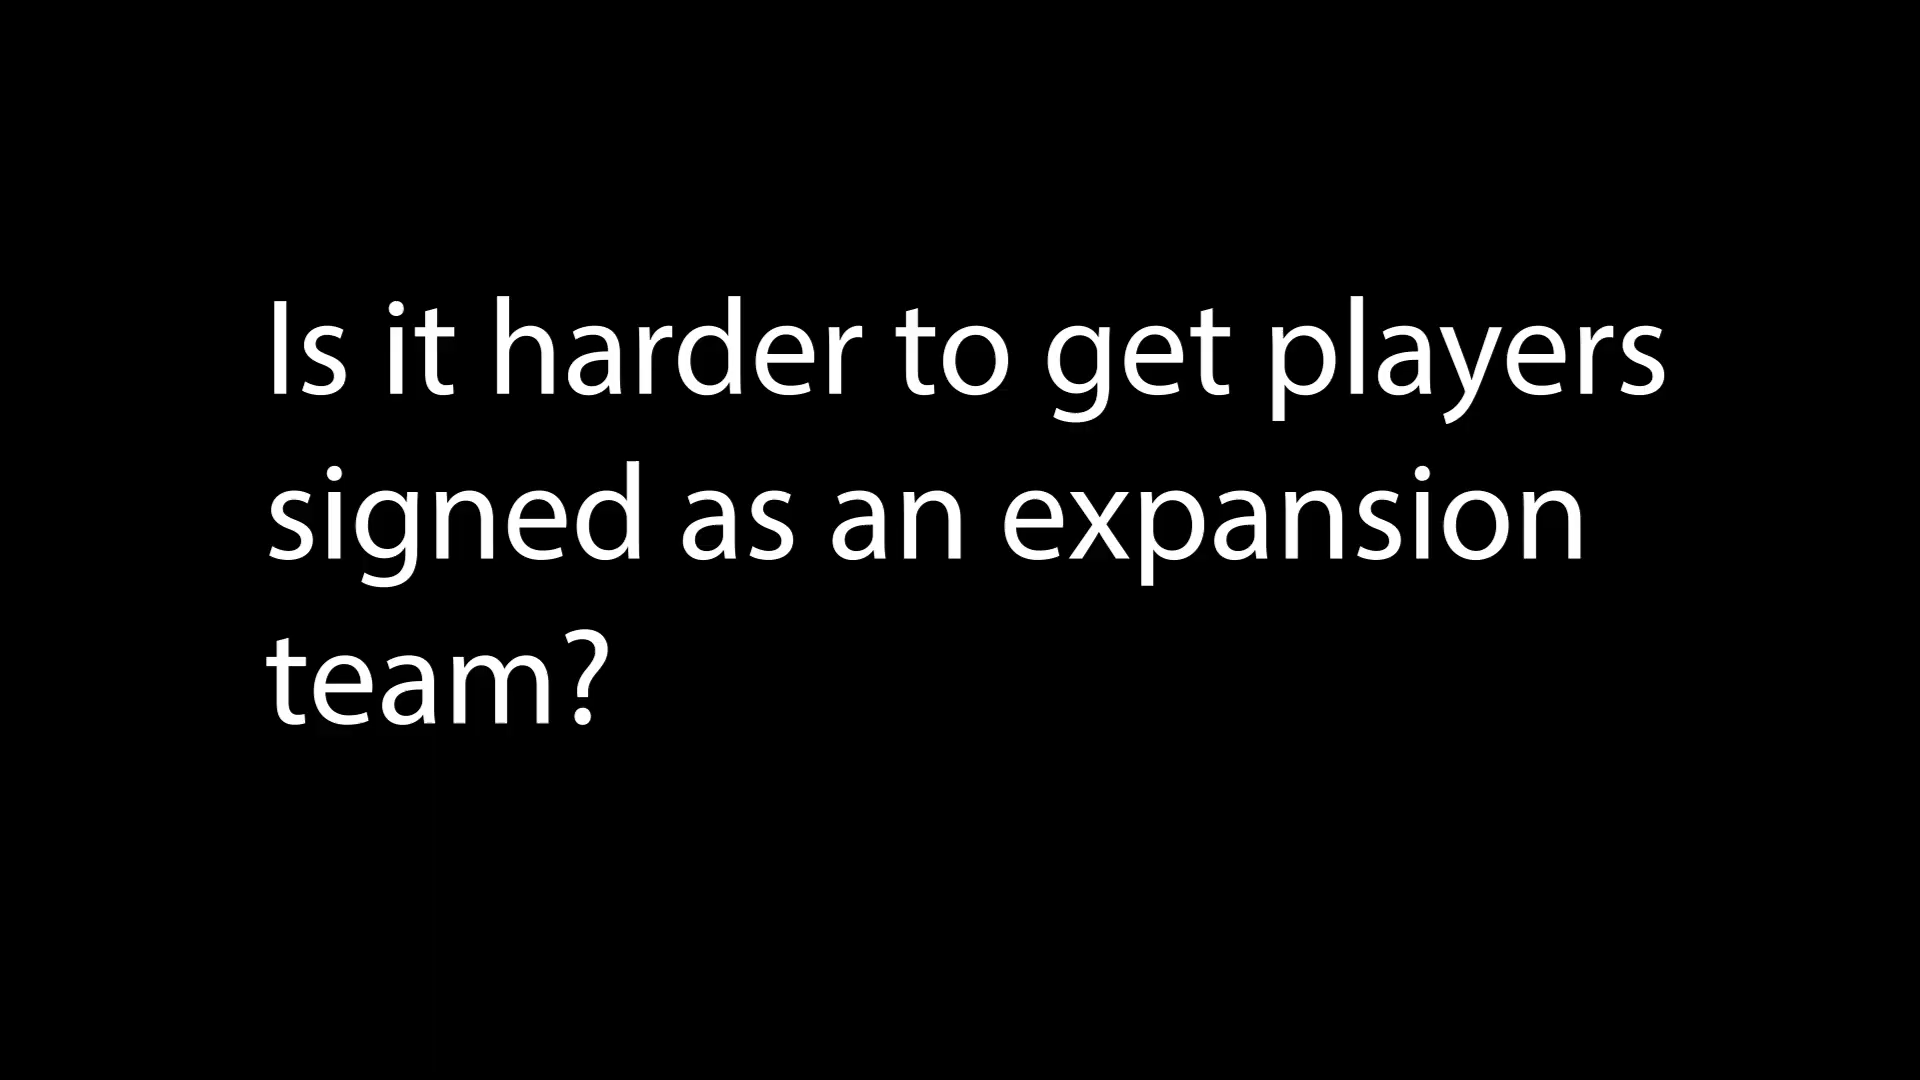 Is it harder to get players
signed as an expansion
team?